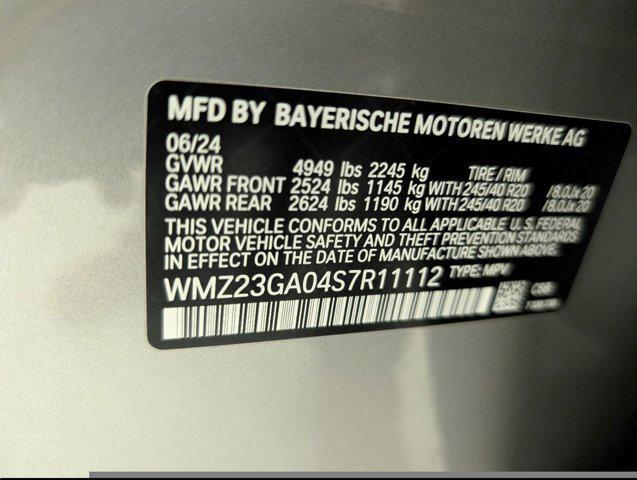 MFD BY BAYERISCHE MOTOREN WERKE AG
06/24
GVWR 4949 lbs 2245 kg TIRE / RIM
GAWR FRONT 2524 lbs 1145 kg WITH 245/40 R20 / 8.0Jx20
GAWR REAR 2624 lbs 1190 kg WITH 245/40 R20 / 8.0Jx20
THIS VEHICLE CONFORMS TO ALL APPLICABLE U.S. FEDERAL
MOTOR VEHICLE SAFETY AND THEFT PREVENTION STANDARDS
IN EFFECT ON THE DATE OF MANUFACTURE SHOWN ABOVE.
WMZ23GA04S7R11112 TYPE: MPV